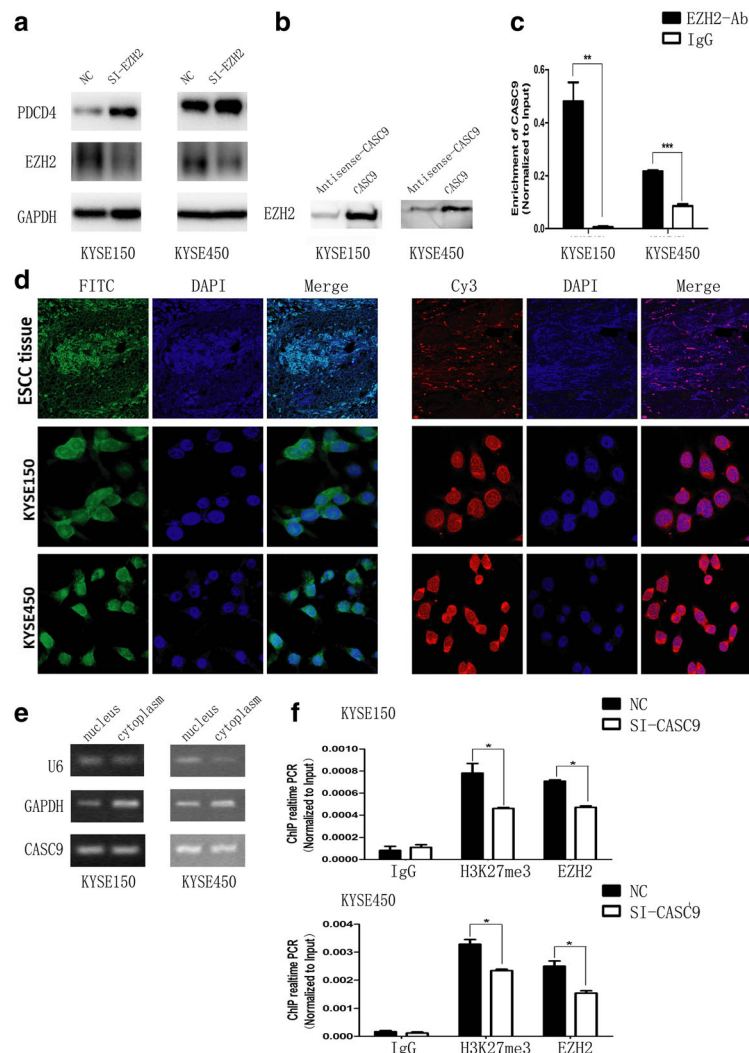 a
NC SI-EZH2
NC SI-EZH2
PDCD4
EZH2
GAPDH
KYSE150 KYSE450
b
Antisense-CASC9 CASC9
Antisense-CASC9 CASC9
EZH2
KYSE150 KYSE450
c
EZH2-Ab
IgG
Enrichment of CASC9
(Normalized to Input)
0.6
0.4
0.2
0.0
**
***
KYSE150 KYSE450
d
FITC DAPI Merge Cy3 DAPI Merge
ESCC tissue
KYSE150
KYSE450
e
nucleus cytoplasm
nucleus cytoplasm
U6
GAPDH
CASC9
KYSE150 KYSE450
f
KYSE150
NC
SI-CASC9
ChIP realtime PCR
(Normalized to Input)
0.0010
0.0008
0.0006
0.0004
0.0002
0.0000
*
*
IgG H3K27me3 EZH2
KYSE450
NC
SI-CASC9
ChIP realtime PCR
(Normalized to Input)
0.004
0.003
0.002
0.001
0.000
*
*
IgG H3K27me3 EZH2